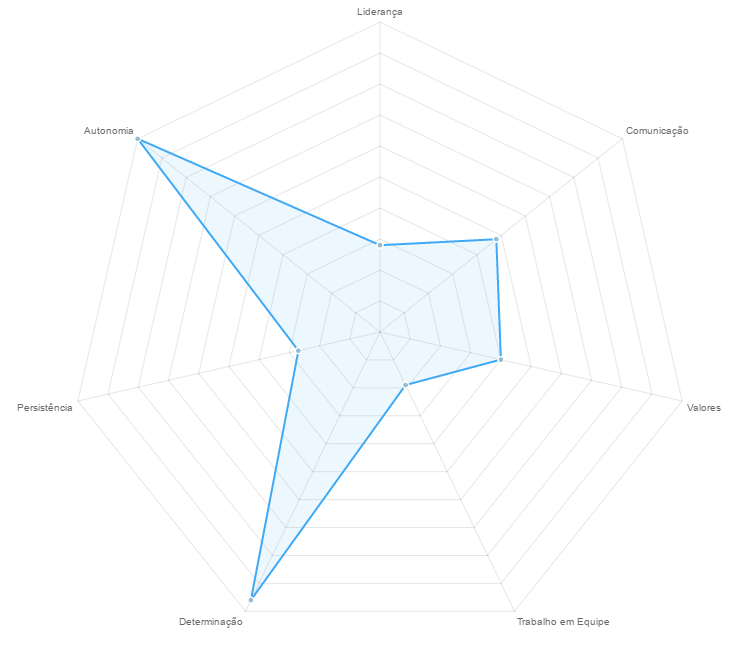 Liderança
Autonomia
Comunicação
Persistência
Valores
Determinação
Trabalho em Equipe